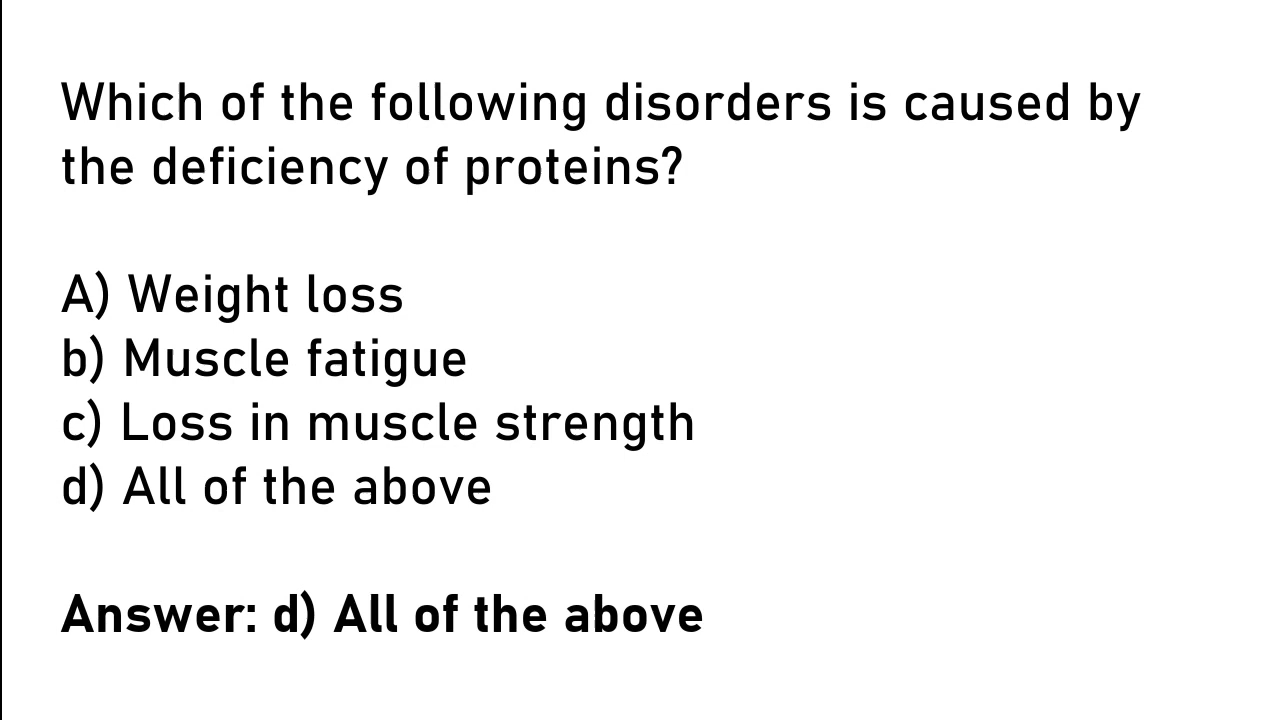 Which of the following disorders is caused by
the deficiency of proteins?
A) Weight loss
b) Muscle fatigue
c) Loss in muscle strength
d) All of the above
Answer: d) All of the above